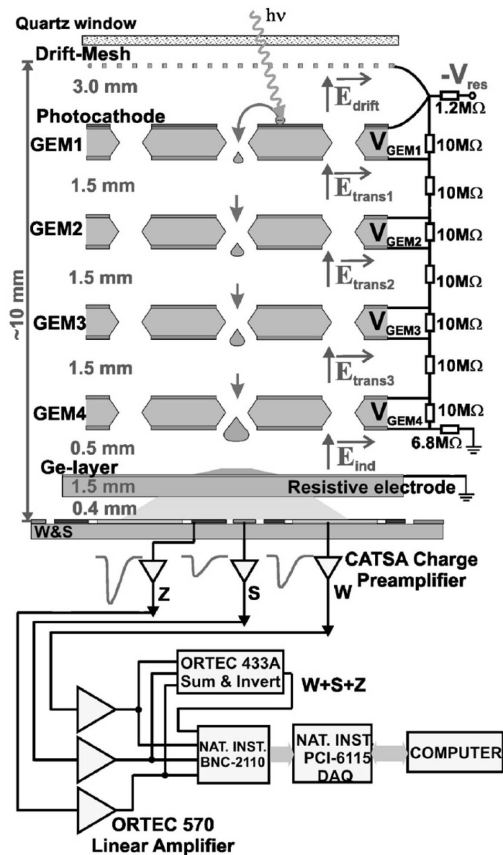 Quartz window
hν
Drift-Mesh
3.0 mm
E drift
-V res
1.2MΩ
Photocathode
GEM1
V GEM1
10MΩ
1.5 mm
E trans1
10MΩ
GEM2
V GEM2
10MΩ
~10 mm
1.5 mm
E trans2
10MΩ
GEM3
V GEM3
10MΩ
1.5 mm
E trans3
10MΩ
GEM4
V GEM4
10MΩ
6.8MΩ
0.5 mm
E ind
Ge-layer
1.5 mm
Resistive electrode
0.4 mm
W&S
CATSA Charge
Preamplifier
Z
S
W
ORTEC 433A
Sum & Invert
W+S+Z
NAT. INST.
BNC-2110
NAT. INST.
PCI-6115
DAQ
COMPUTER
ORTEC 570
Linear Amplifier